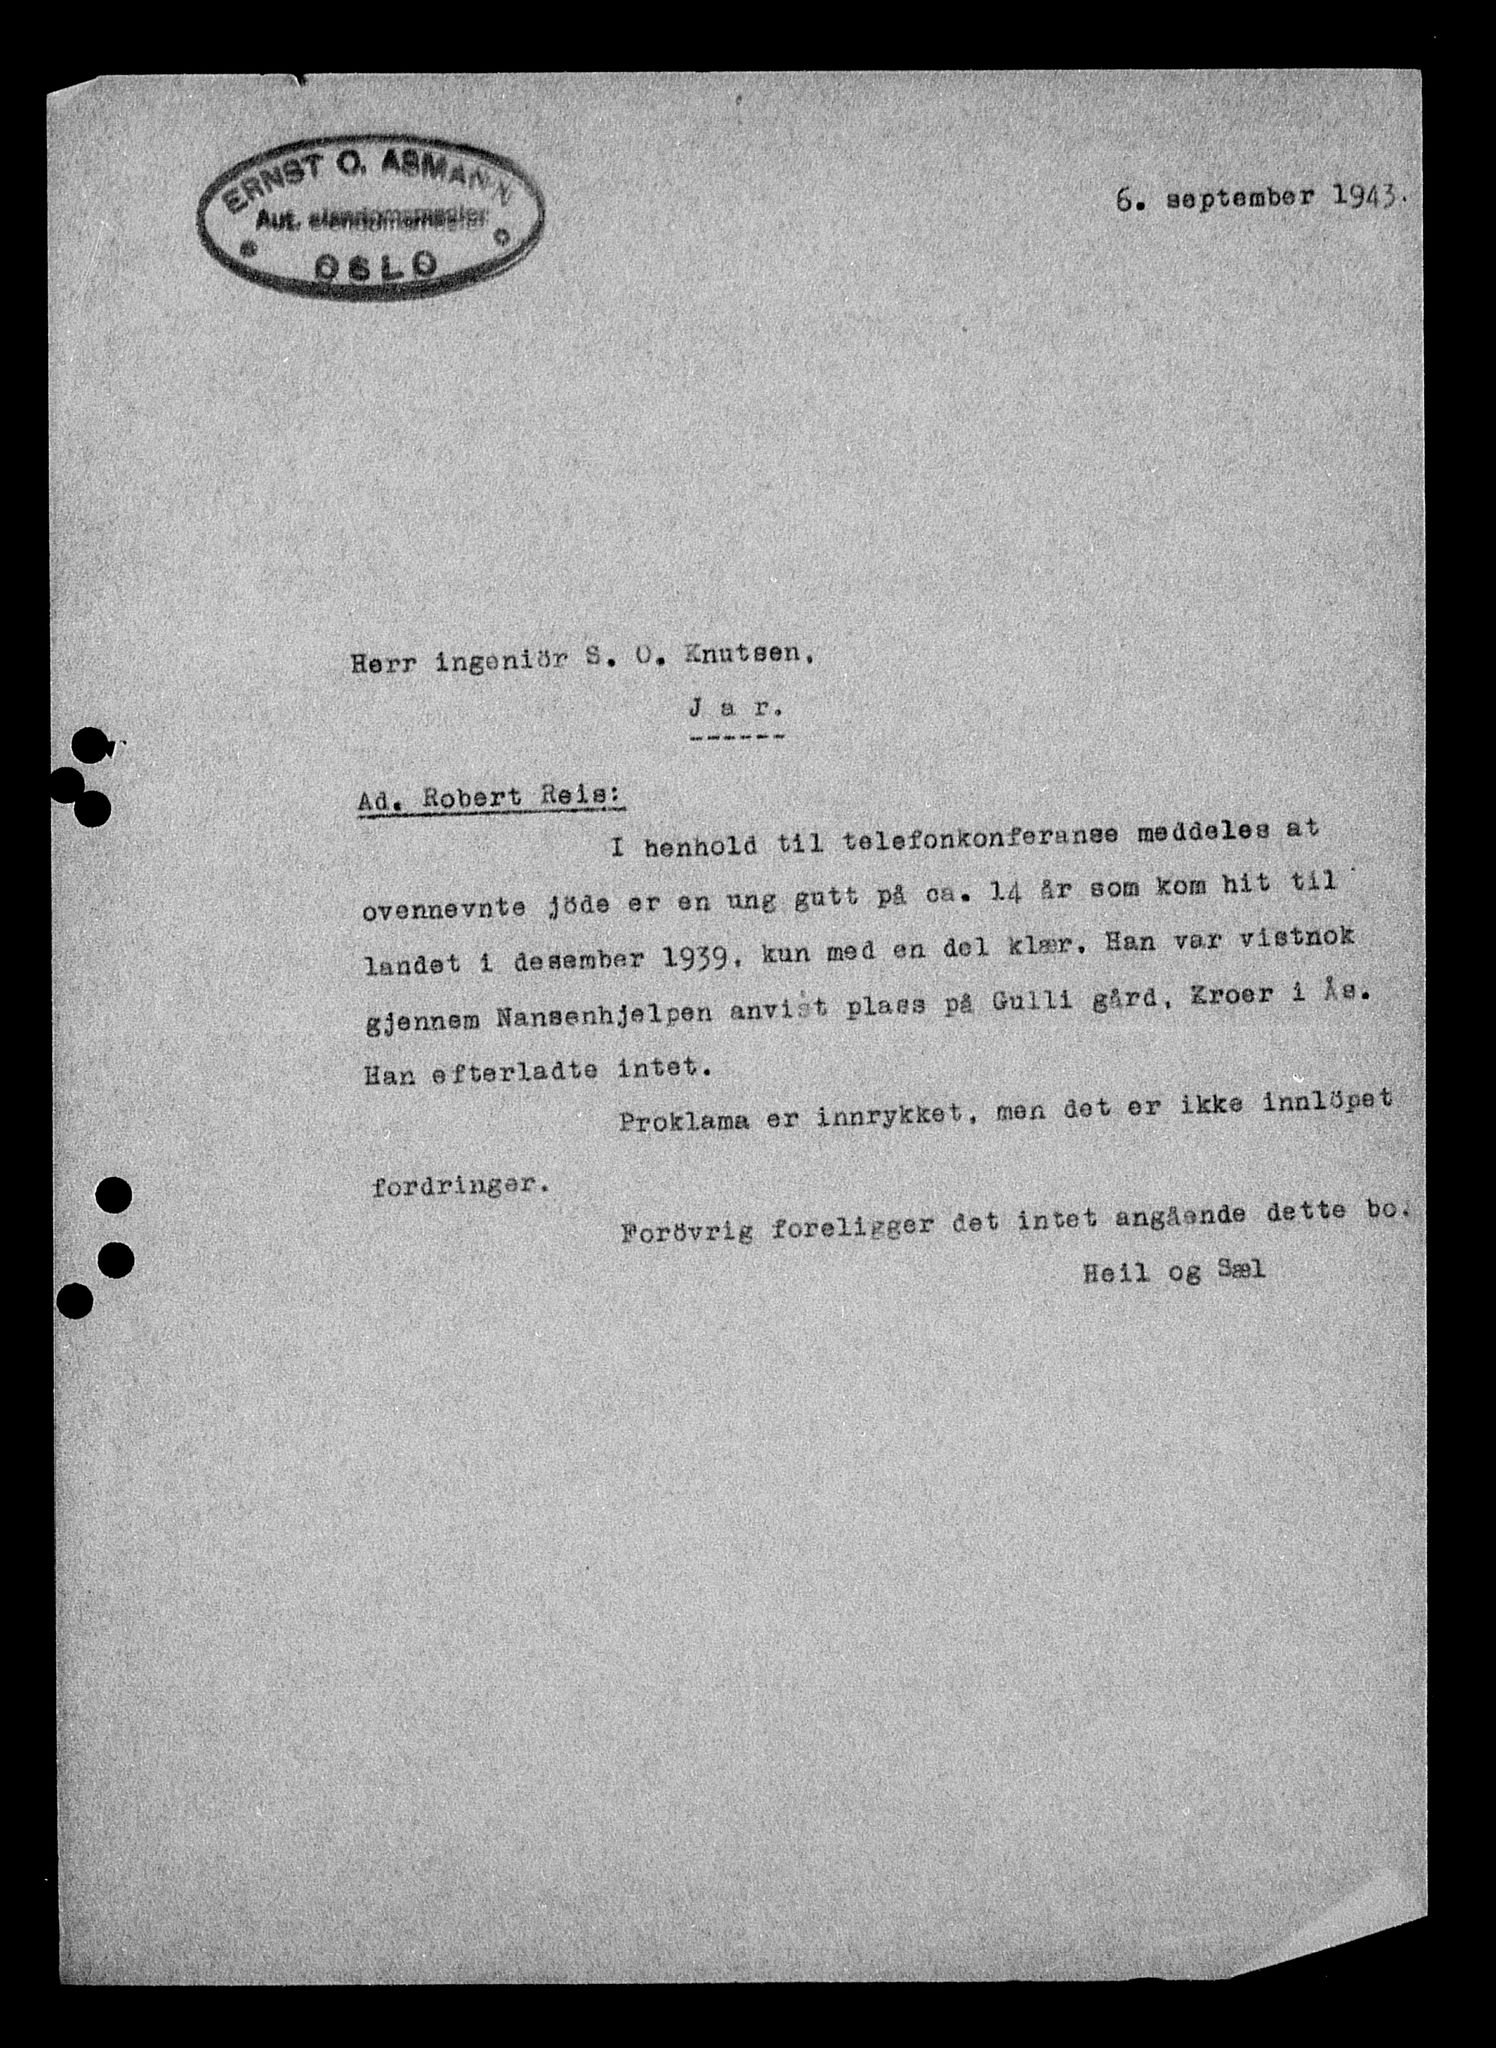 ERNST O. ASMANN
Aut. eiendomsmegler
OSLO
6. september 1943.
Herr ingeniör S. O. Knutsen,
J a r.
------
Ad. Robert Reis:
I henhold til telefonkonferanse meddeles at
ovennevnte jöde er en ung gutt på ca. 14 år som kom hit til
landet i desember 1939, kun med en del klær. Han var vistnok
gjennem Nansenhjelpen anvist plass på Gulli gård, Kroer i Ås.
Han efterladte intet.
Proklama er innrykket, men det er ikke innlöpet
fordringer.
Forövrig foreligger det intet angående dette bo.
Heil og Sæl